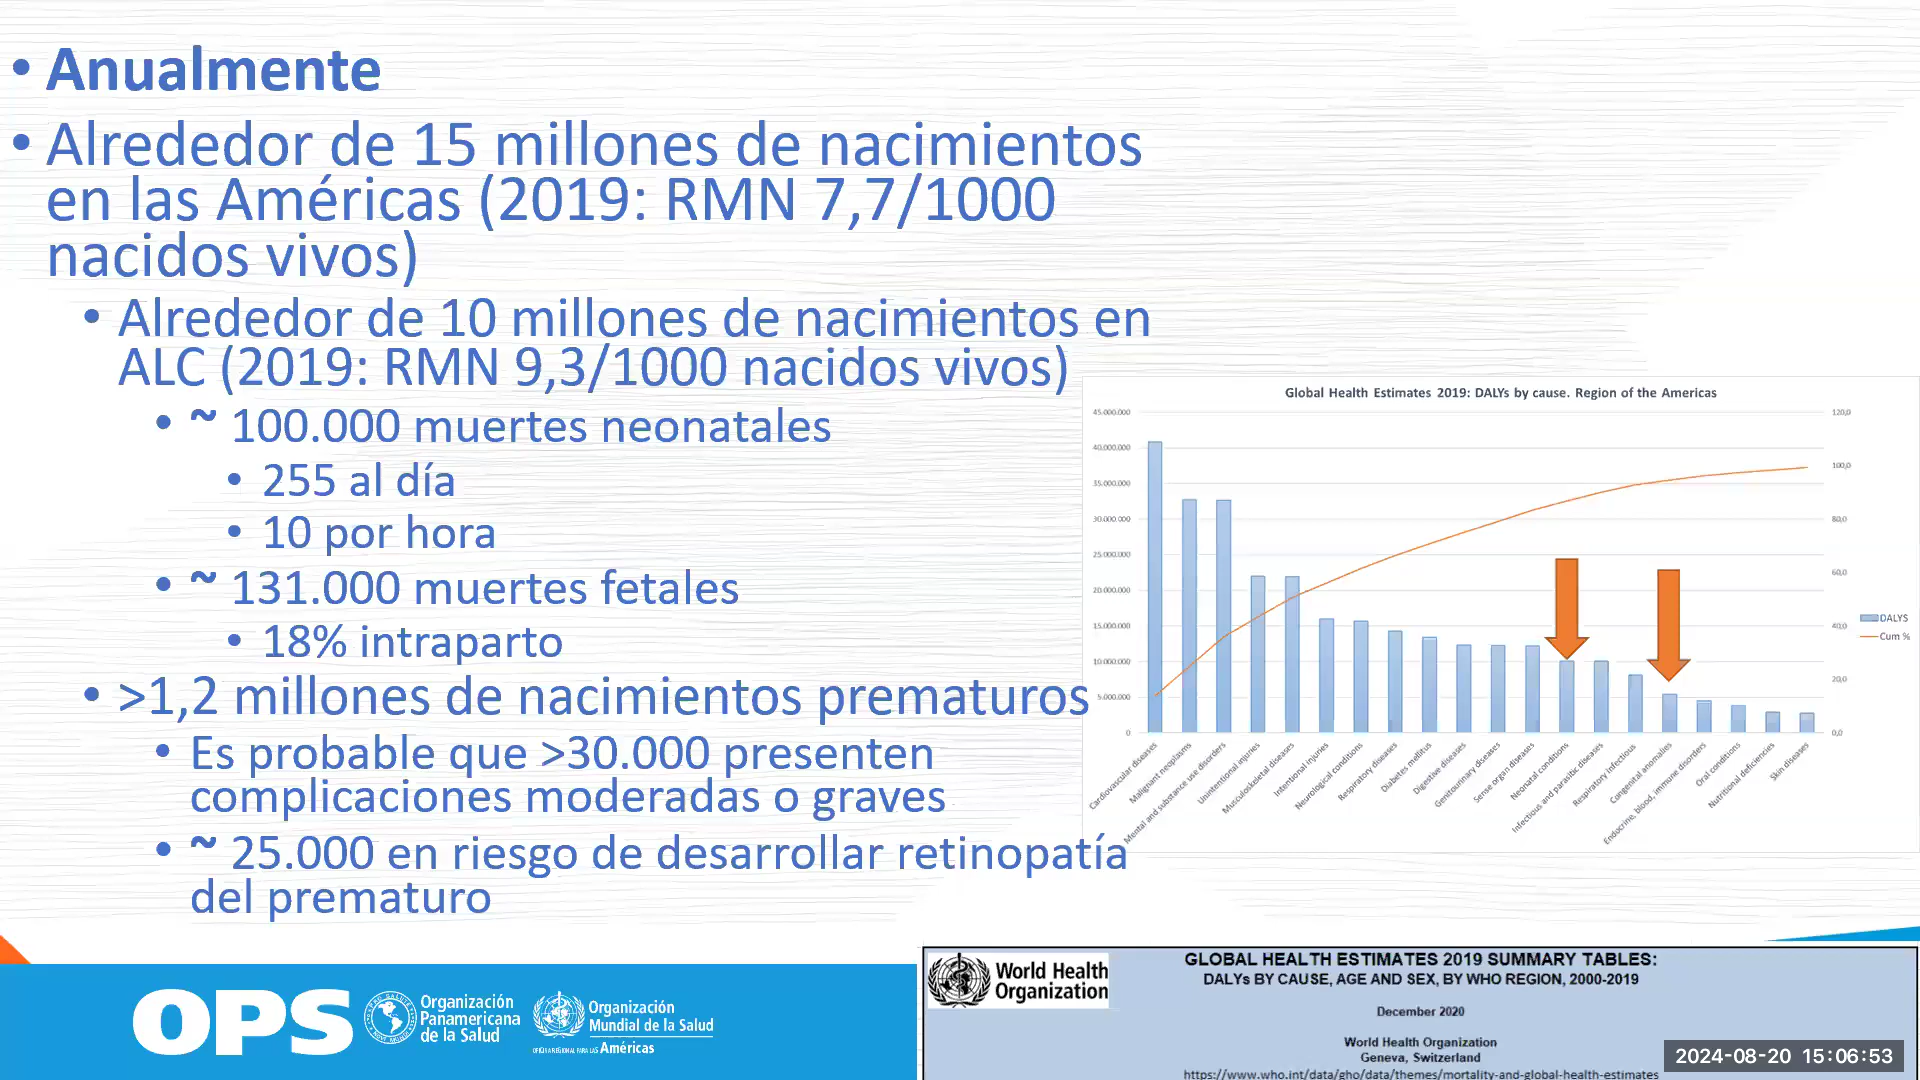 • Anualmente
• Alrededor de 15 millones de nacimientos
en las Américas (2019: RMN 7,7/1000
nacidos vivos)
• Alrededor de 10 millones de nacimientos en
ALC (2019: RMN 9,3/1000 nacidos vivos)
• ~ 100.000 muertes neonatales
• 255 al día
• 10 por hora
• ~ 131.000 muertes fetales
• 18% intraparto
• >1,2 millones de nacimientos prematuros
• Es probable que >30.000 presenten
complicaciones moderadas o graves
• ~ 25.000 en riesgo de desarrollar retinopatía
del prematuro
Global Health Estimates 2019: DALYs by cause. Region of the Americas
45.000.000
40.000.000
35.000.000
30.000.000
25.000.000
20.000.000
15.000.000
10.000.000
5.000.000
0
120,0
100,0
80,0
60,0
40,0
20,0
0,0
DALYS
Cum %
Cardiovascular diseases
Malignant neoplasms
Mental and substance use disorders
Unintentional injuries
Musculoskeletal diseases
Intentional injuries
Neurological conditions
Respiratory diseases
Diabetes mellitus
Digestive diseases
Genitourinary diseases
Sense organ diseases
Neonatal conditions
Infectious and parasitic diseases
Respiratory Infectious
Congenital anomalies
Endocrine, blood, immune disorders
Oral conditions
Nutritional deficiencies
Skin diseases
OPS
Organización
Panamericana
de la Salud
Organización
Mundial de la Salud
OFICINA REGIONAL PARA LAS Américas
World Health
Organization
GLOBAL HEALTH ESTIMATES 2019 SUMMARY TABLES:
DALYs BY CAUSE, AGE AND SEX, BY WHO REGION, 2000-2019
December 2020
World Health Organization
Geneva, Switzerland
https://www.who.int/data/gho/data/themes/mortality-and-global-health-estimates
2024-08-20 15:06:53